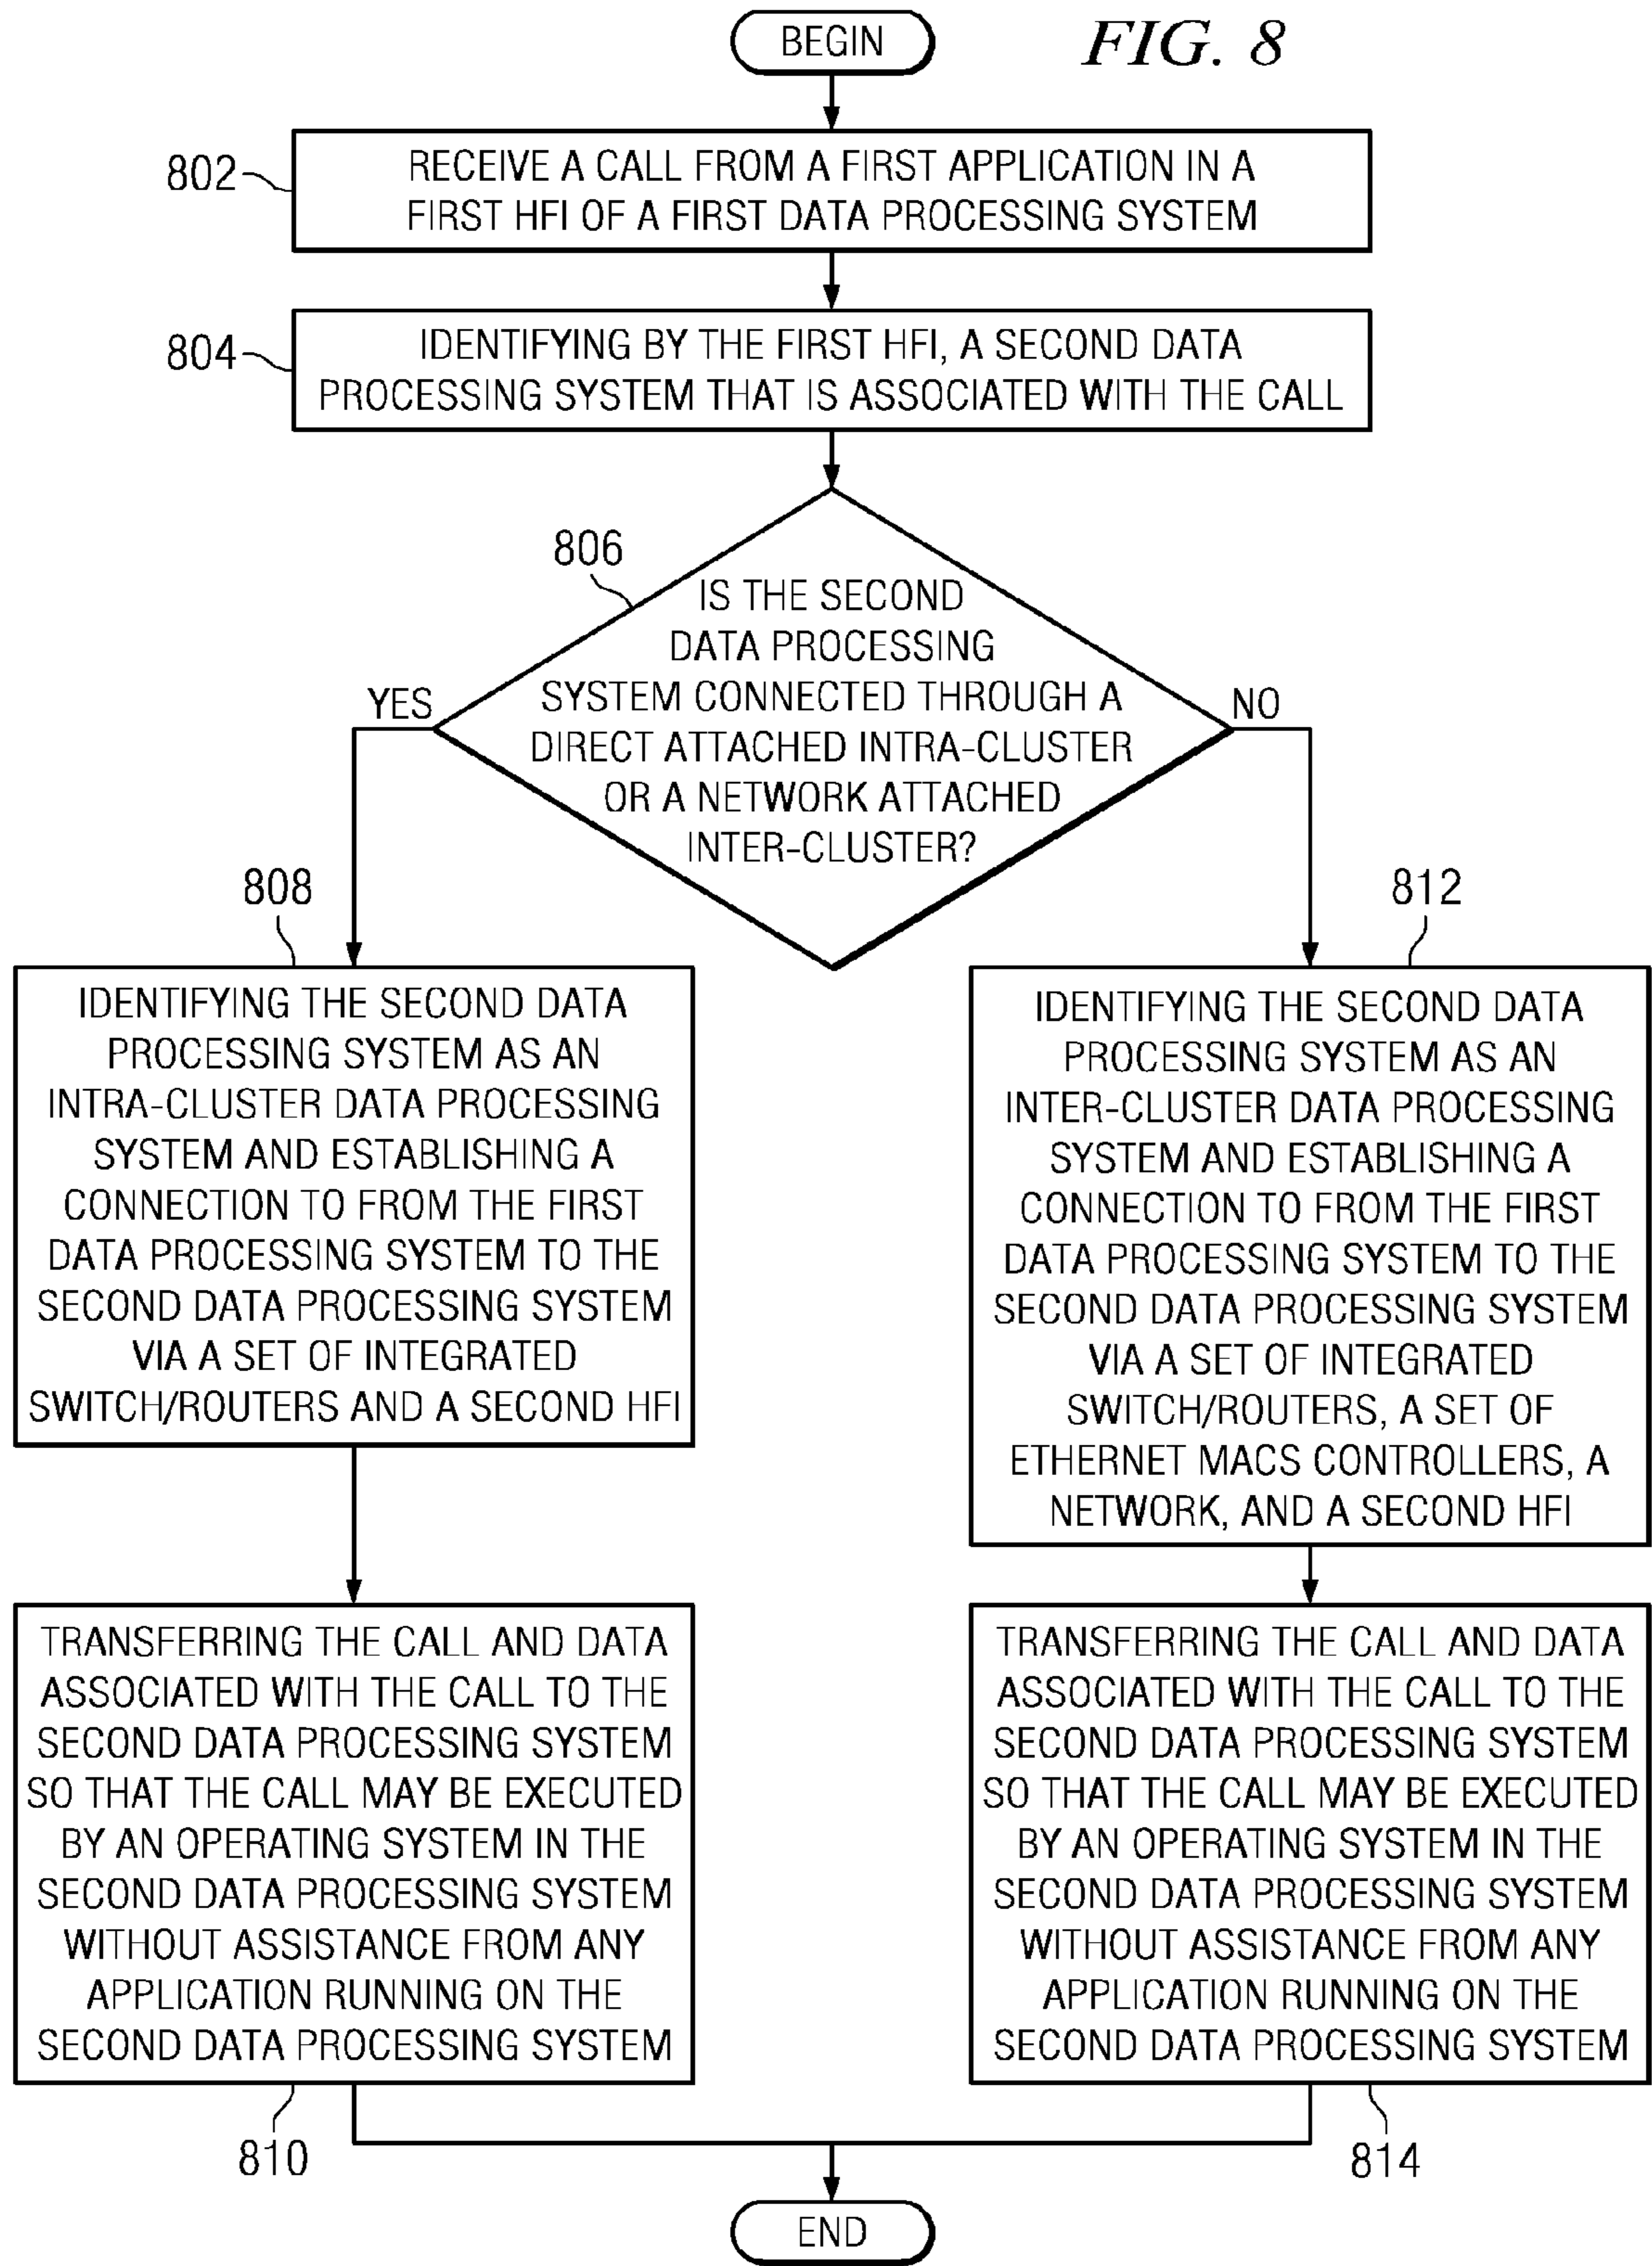 BEGIN
FIG. 8
802
RECEIVE A CALL FROM A FIRST APPLICATION IN A
FIRST HFI OF A FIRST DATA PROCESSING SYSTEM
804
IDENTIFYING BY THE FIRST HFI, A SECOND DATA
PROCESSING SYSTEM THAT IS ASSOCIATED WITH THE CALL
806
IS THE SECOND
DATA PROCESSING
SYSTEM CONNECTED THROUGH A
DIRECT ATTACHED INTRA-CLUSTER
OR A NETWORK ATTACHED
INTER-CLUSTER?
YES
NO
808
IDENTIFYING THE SECOND DATA
PROCESSING SYSTEM AS AN
INTRA-CLUSTER DATA PROCESSING
SYSTEM AND ESTABLISHING A
CONNECTION TO FROM THE FIRST
DATA PROCESSING SYSTEM TO THE
SECOND DATA PROCESSING SYSTEM
VIA A SET OF INTEGRATED
SWITCH/ROUTERS AND A SECOND HFI
812
IDENTIFYING THE SECOND DATA
PROCESSING SYSTEM AS AN
INTER-CLUSTER DATA PROCESSING
SYSTEM AND ESTABLISHING A
CONNECTION TO FROM THE FIRST
DATA PROCESSING SYSTEM TO THE
SECOND DATA PROCESSING SYSTEM
VIA A SET OF INTEGRATED
SWITCH/ROUTERS, A SET OF
ETHERNET MACS CONTROLLERS, A
NETWORK, AND A SECOND HFI
TRANSFERRING THE CALL AND DATA
ASSOCIATED WITH THE CALL TO THE
SECOND DATA PROCESSING SYSTEM
SO THAT THE CALL MAY BE EXECUTED
BY AN OPERATING SYSTEM IN THE
SECOND DATA PROCESSING SYSTEM
WITHOUT ASSISTANCE FROM ANY
APPLICATION RUNNING ON THE
SECOND DATA PROCESSING SYSTEM
810
TRANSFERRING THE CALL AND DATA
ASSOCIATED WITH THE CALL TO THE
SECOND DATA PROCESSING SYSTEM
SO THAT THE CALL MAY BE EXECUTED
BY AN OPERATING SYSTEM IN THE
SECOND DATA PROCESSING SYSTEM
WITHOUT ASSISTANCE FROM ANY
APPLICATION RUNNING ON THE
SECOND DATA PROCESSING SYSTEM
814
END